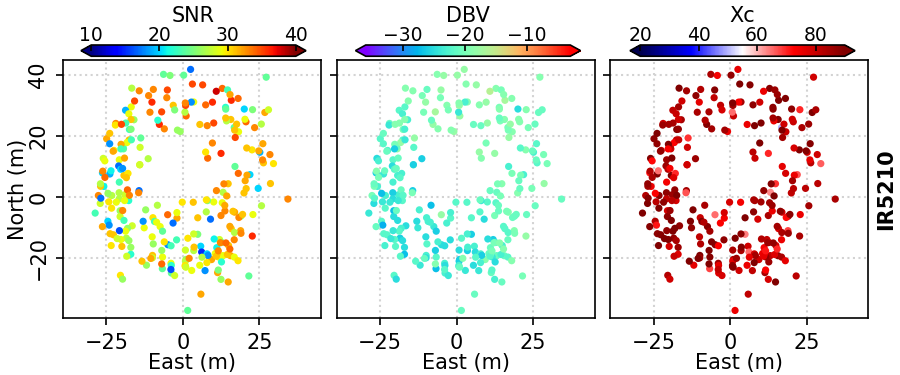 SNR DBV Xc
10 20 30 40 −30 −20 −10 20 40 60 80
40
20
0
−20
North (m)
IR5210
−25 0 25 −25 0 25 −25 0 25
East (m) East (m) East (m)